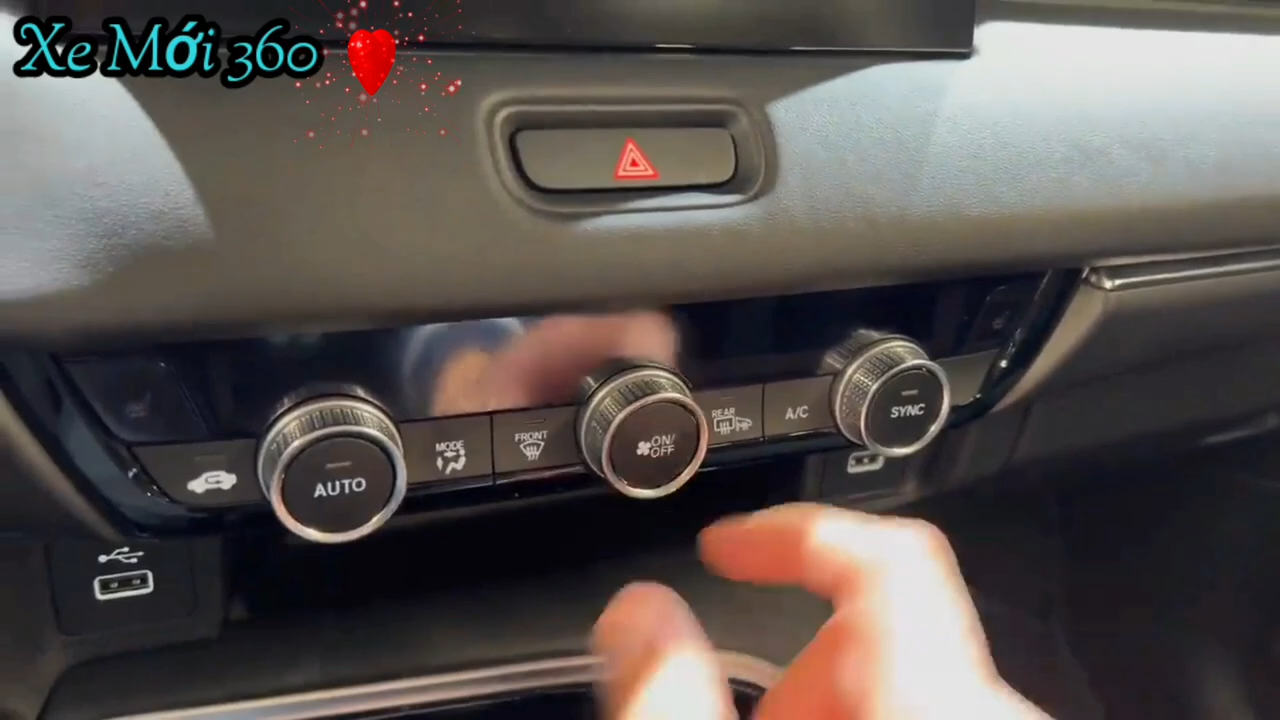 Xe Mới 360
AUTO
MODE
FRONT
ON/
OFF
REAR
A/C
SYNC